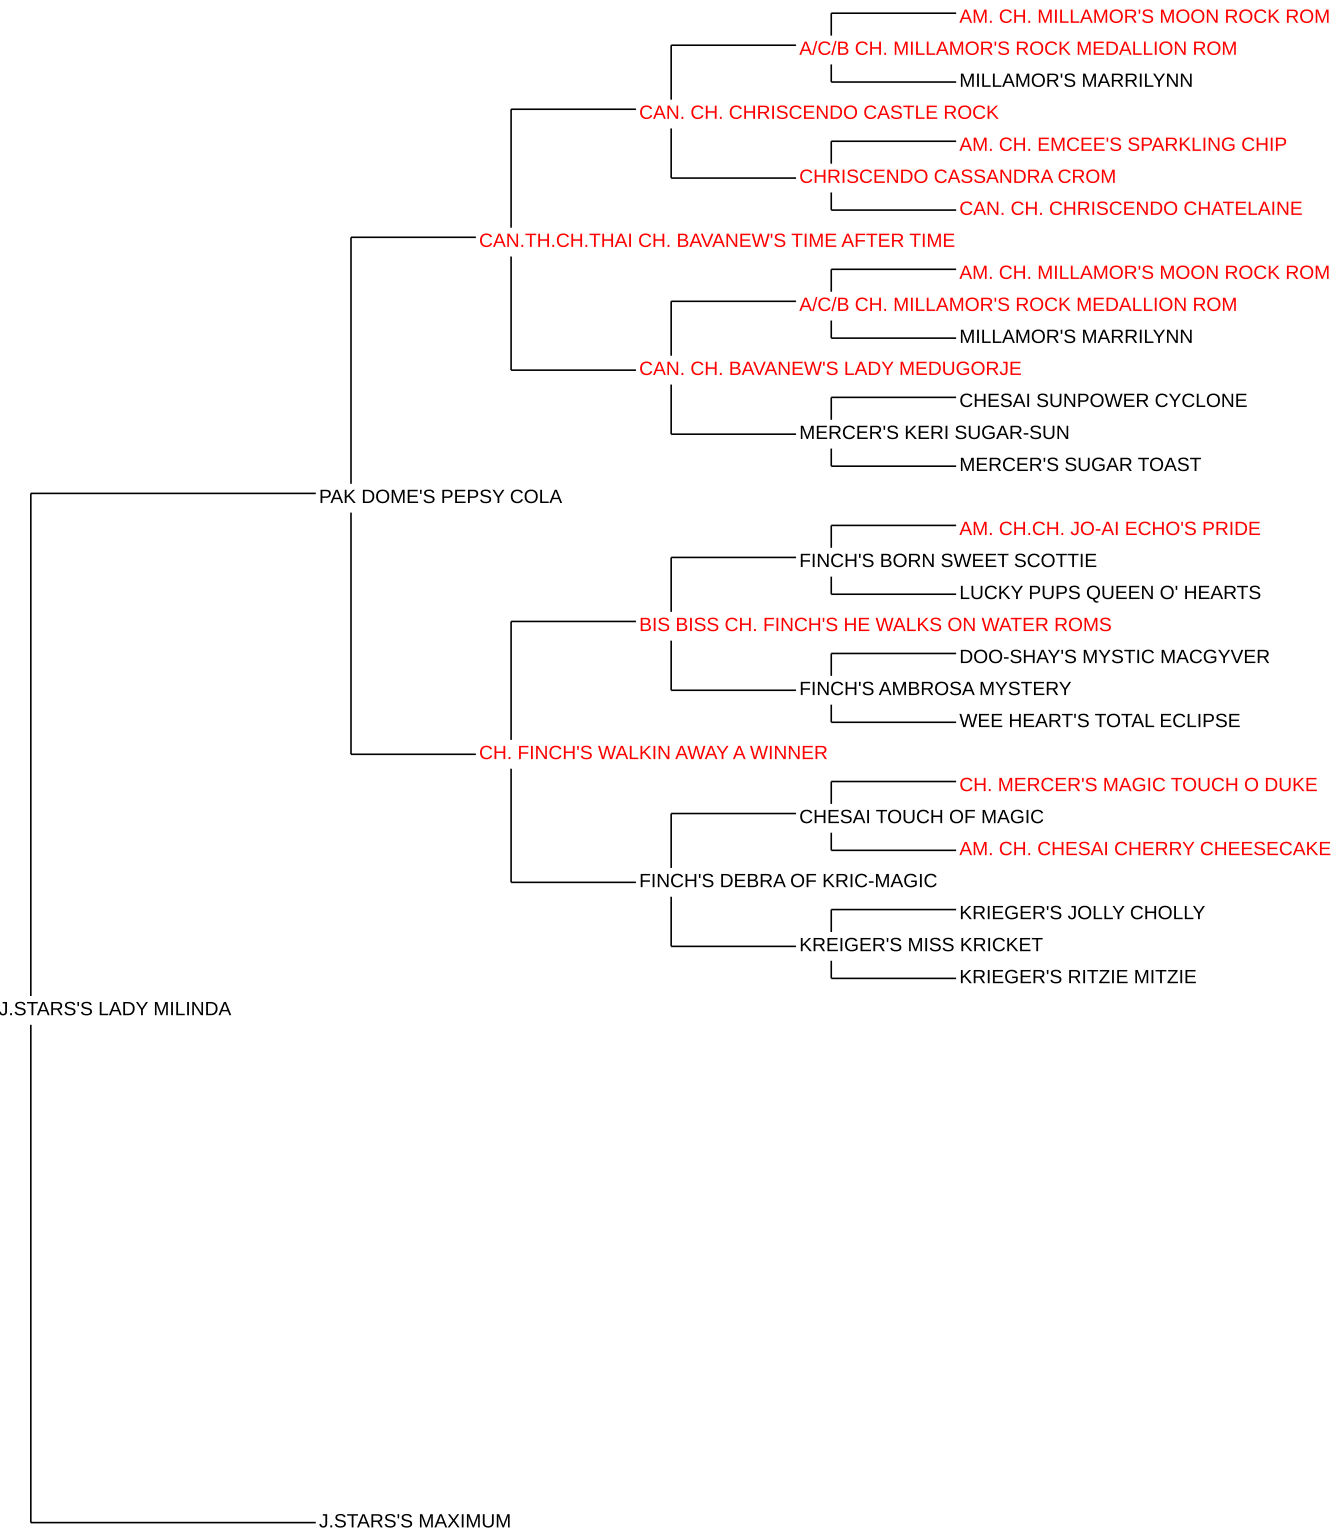 AM. CH. MILLAMOR'S MOON ROCK ROM
A/C/B CH. MILLAMOR'S ROCK MEDALLION ROM
MILLAMOR'S MARRILYNN
CAN. CH. CHRISCENDO CASTLE ROCK
AM. CH. EMCEE'S SPARKLING CHIP
CHRISCENDO CASSANDRA CROM
CAN. CH. CHRISCENDO CHATELAINE
CAN.TH.CH.THAI CH. BAVANEW'S TIME AFTER TIME
AM. CH. MILLAMOR'S MOON ROCK ROM
A/C/B CH. MILLAMOR'S ROCK MEDALLION ROM
MILLAMOR'S MARRILYNN
CAN. CH. BAVANEW'S LADY MEDUGORJE
CHESAI SUNPOWER CYCLONE
MERCER'S KERI SUGAR-SUN
MERCER'S SUGAR TOAST
PAK DOME'S PEPSY COLA
AM. CH.CH. JO-AI ECHO'S PRIDE
FINCH'S BORN SWEET SCOTTIE
LUCKY PUPS QUEEN O' HEARTS
BIS BISS CH. FINCH'S HE WALKS ON WATER ROMS
DOO-SHAY'S MYSTIC MACGYVER
FINCH'S AMBROSA MYSTERY
WEE HEART'S TOTAL ECLIPSE
CH. FINCH'S WALKIN AWAY A WINNER
CH. MERCER'S MAGIC TOUCH O DUKE
CHESAI TOUCH OF MAGIC
AM. CH. CHESAI CHERRY CHEESECAKE
FINCH'S DEBRA OF KRIC-MAGIC
KRIEGER'S JOLLY CHOLLY
KREIGER'S MISS KRICKET
KRIEGER'S RITZIE MITZIE
J.STARS'S LADY MILINDA
J.STARS'S MAXIMUM